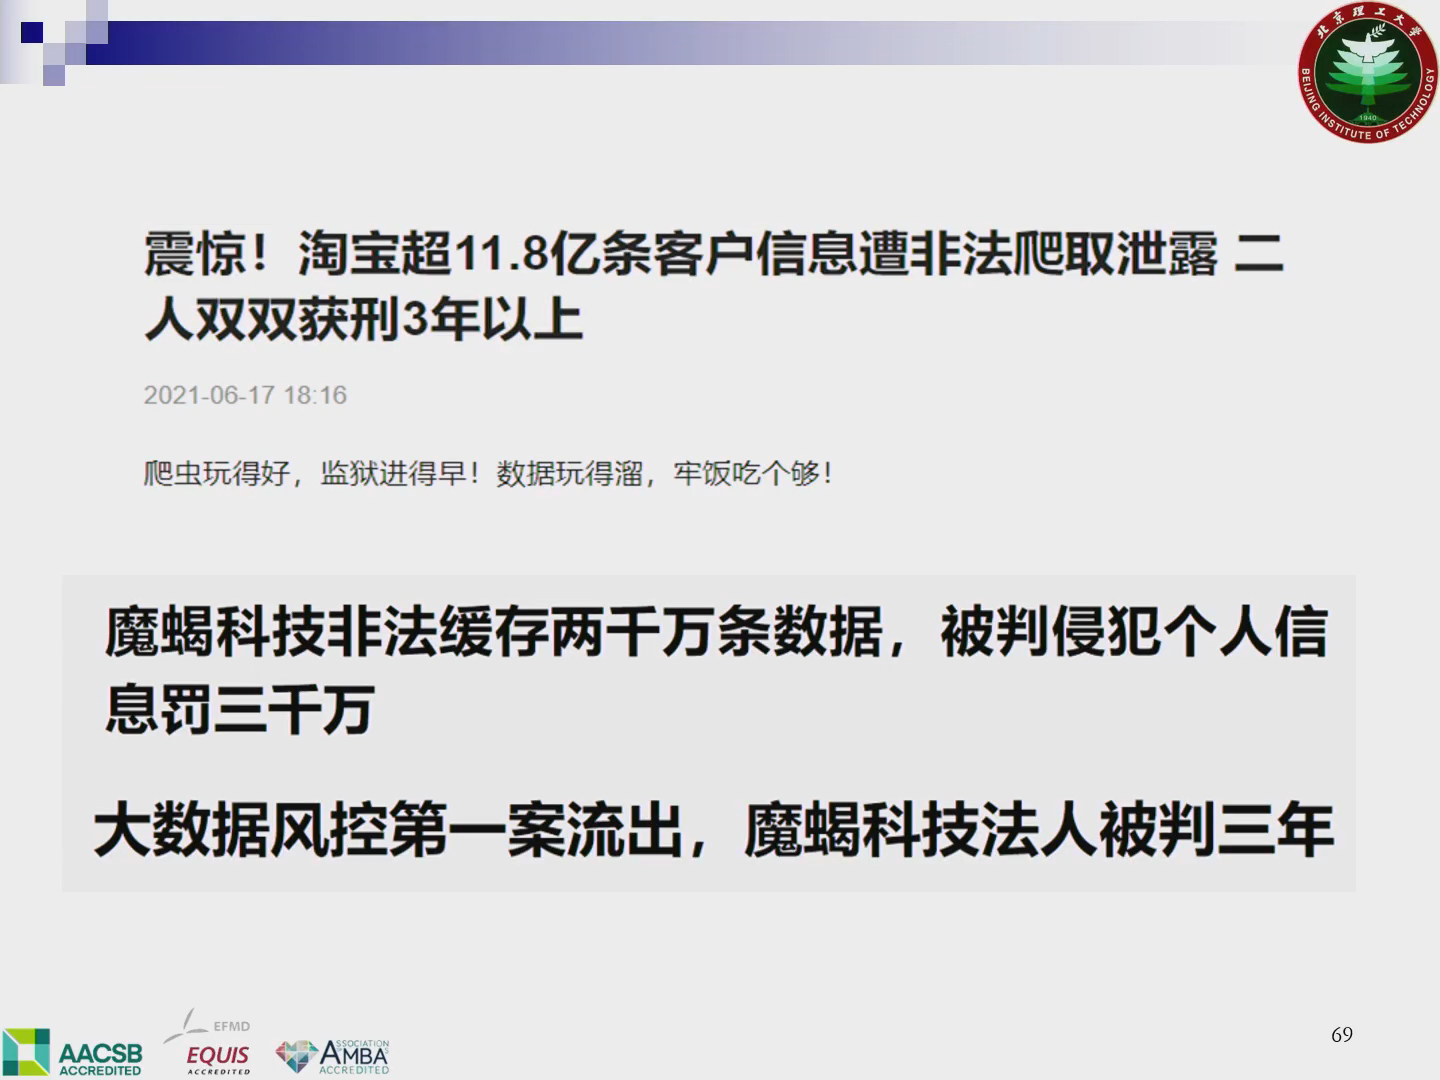 北京理工大学
BEIJING INSTITUTE OF TECHNOLOGY
1940
震惊！淘宝超11.8亿条客户信息遭非法爬取泄露 二
人双双获刑3年以上
2021-06-17 18:16
爬虫玩得好，监狱进得早！数据玩得溜，牢饭吃个够！
魔蝎科技非法缓存两千万条数据，被判侵犯个人信
息罚三千万
大数据风控第一案流出，魔蝎科技法人被判三年
AACSB
ACCREDITED
EFMD
EQUIS
ACCREDITED
ASSOCIATION
AMBA
ACCREDITED
69